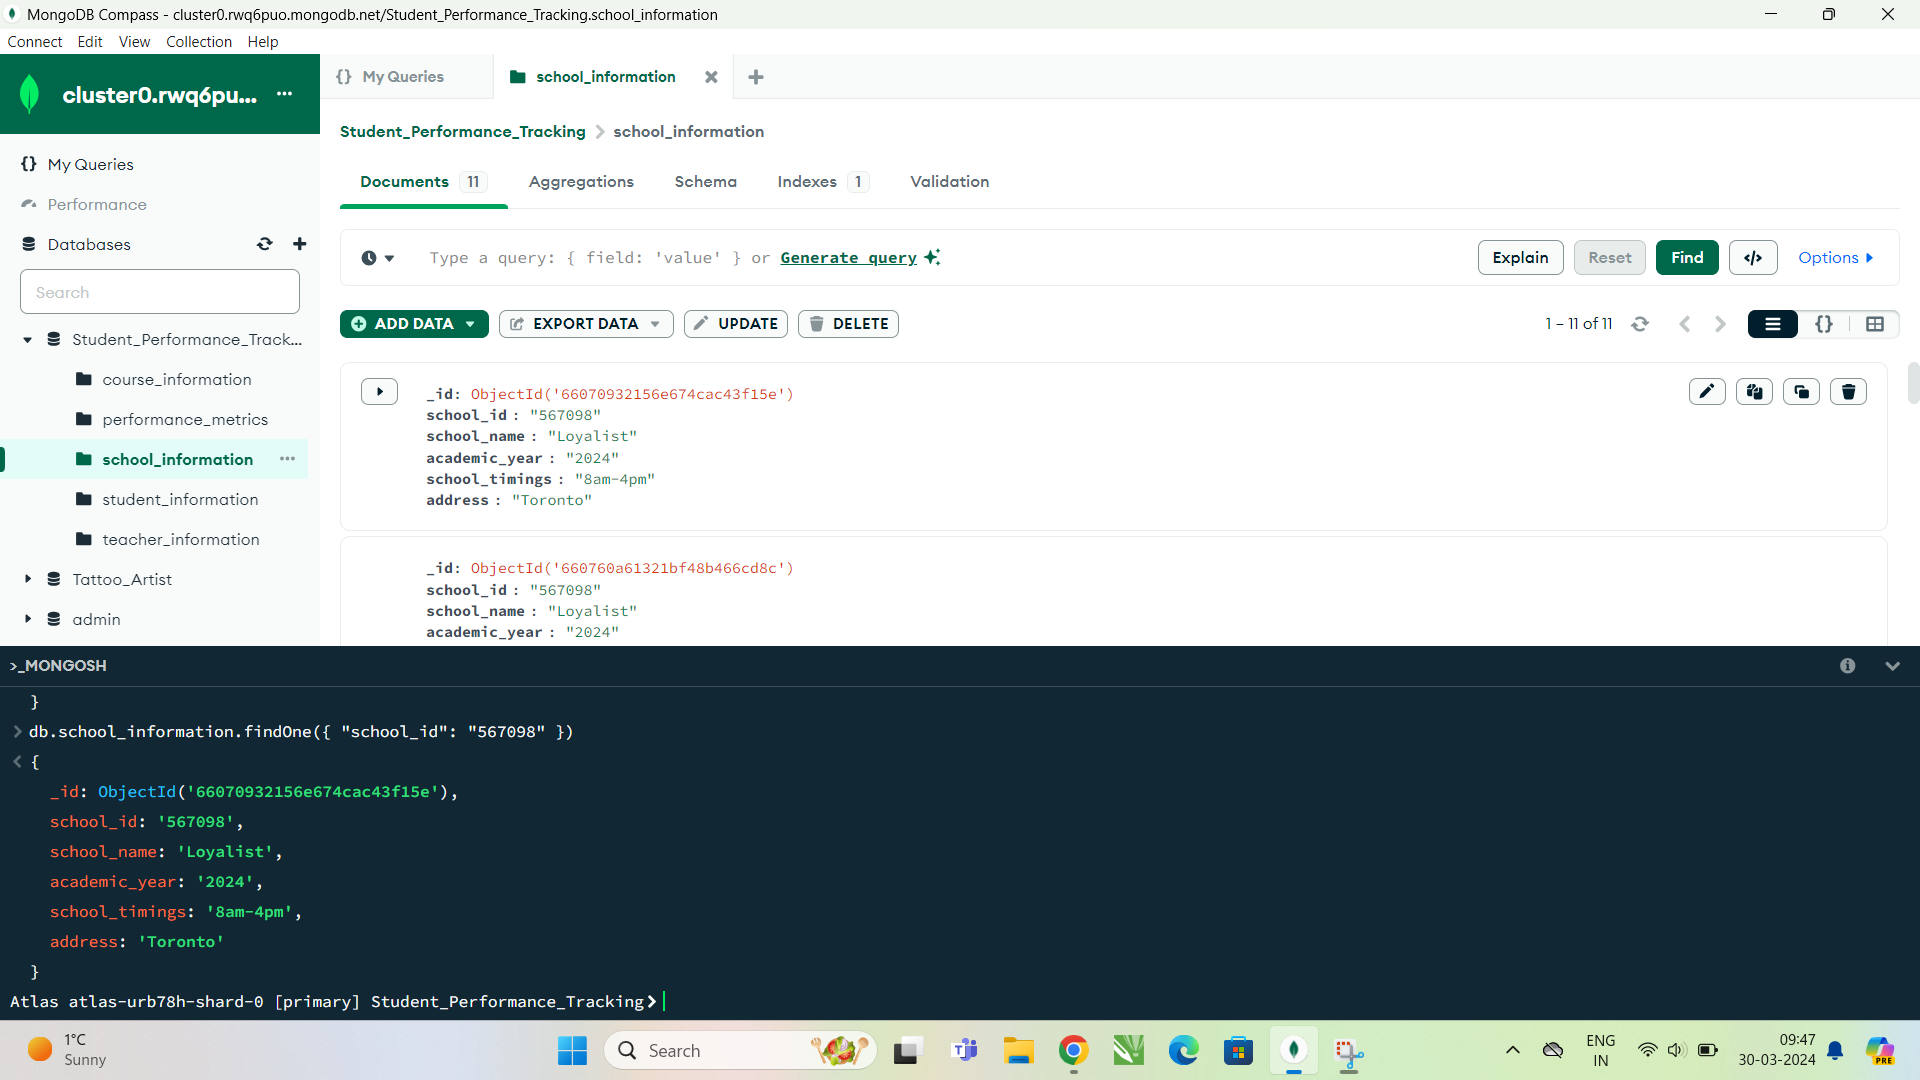 MongoDB Compass - cluster0.rwq6puo.mongodb.net/Student_Performance_Tracking.school_information
Connect Edit View Collection Help
cluster0.rwq6pu... ...
{} My Queries
school_information
Student_Performance_Tracking > school_information
{} My Queries
Performance
Databases
Search
Student_Performance_Track...
course_information
performance_metrics
school_information ...
student_information
teacher_information
Tattoo_Artist
admin
Documents 11 Aggregations Schema Indexes 1 Validation
Type a query: { field: 'value' } or Generate query
Explain Reset Find </> Options
ADD DATA EXPORT DATA UPDATE DELETE
1 – 11 of 11
{}
_id: ObjectId('66070932156e674cac43f15e')
school_id : "567098"
school_name : "Loyalist"
academic_year : "2024"
school_timings : "8am-4pm"
address : "Toronto"
_id: ObjectId('660760a61321bf48b466cd8c')
school_id : "567098"
school_name : "Loyalist"
academic_year : "2024"
>_MONGOSH
}
> db.school_information.findOne({ "school_id": "567098" })
< {
_id: ObjectId('66070932156e674cac43f15e'),
school_id: '567098',
school_name: 'Loyalist',
academic_year: '2024',
school_timings: '8am-4pm',
address: 'Toronto'
}
Atlas atlas-urb78h-shard-0 [primary] Student_Performance_Tracking>
1°C
Sunny
Search
ENG
IN
09:47
30-03-2024
PRE